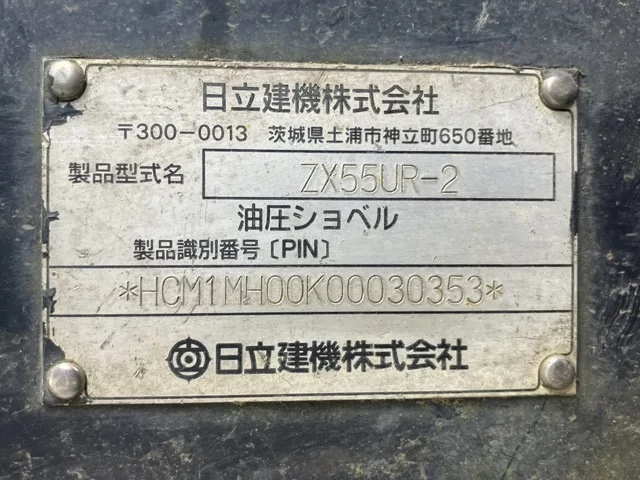 日立建機株式会社
〒300-0013 茨城県土浦市神立町650番地
製品型式名 ZX55UR-2
油圧ショベル
製品識別番号〔PIN〕
*HCM1MH00K00030353*
日立建機株式会社